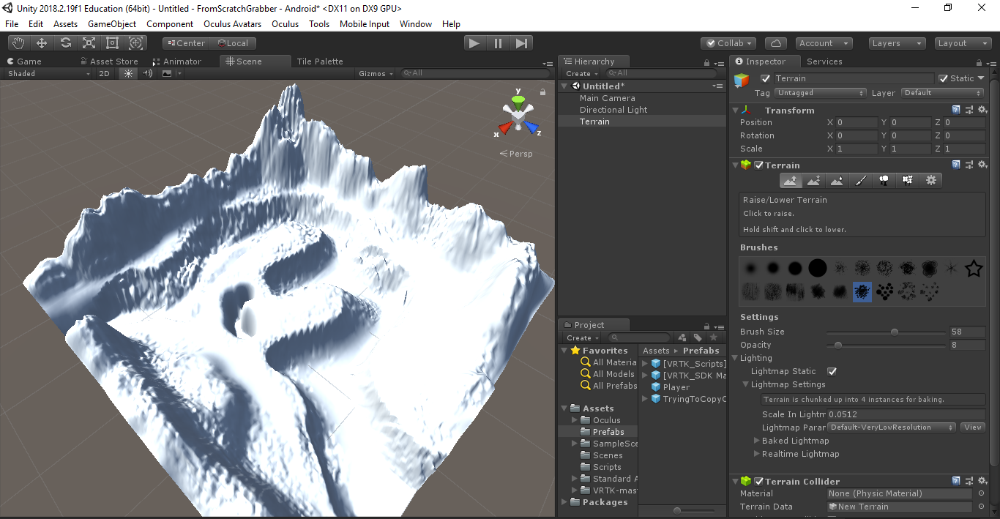 Unity 2018.2.19f1 Education (64bit) - Untitled - FromScratchGrabber - Android* <DX11 on DX9 GPU>
File Edit Assets GameObject Component Oculus Avatars Oculus Tools Mobile Input Window Help
Center Local Collab Account Layers Layout
Game Asset Store Animator Scene Tile Palette
Shaded 2D Gizmos All
y
x
z
Persp
Hierarchy
Create All
Untitled*
Main Camera
Directional Light
Terrain
Project
Create
Favorites
All Materia
All Models
All Prefabs
Assets
Oculus
Prefabs
SampleSce
Scenes
Scripts
Standard A
VRTK-mas
Packages
Assets Prefabs
[VRTK_Scripts]
[VRTK_SDK Ma
Player
TryingToCopyC
Inspector Services
Terrain Static
Tag Untagged Layer Default
Transform
Position X 0 Y 0 Z 0
Rotation X 0 Y 0 Z 0
Scale X 1 Y 1 Z 1
Terrain
Raise/Lower Terrain
Click to raise.
Hold shift and click to lower.
Brushes
Settings
Brush Size 58
Opacity 8
Lighting
Lightmap Static
Lightmap Settings
Terrain is chunked up into 4 instances for baking.
Scale In Lightm 0.0512
Lightmap Parar Default-VeryLowResolution View
Baked Lightmap
Realtime Lightmap
Terrain Collider
Material None (Physic Material)
Terrain Data New Terrain